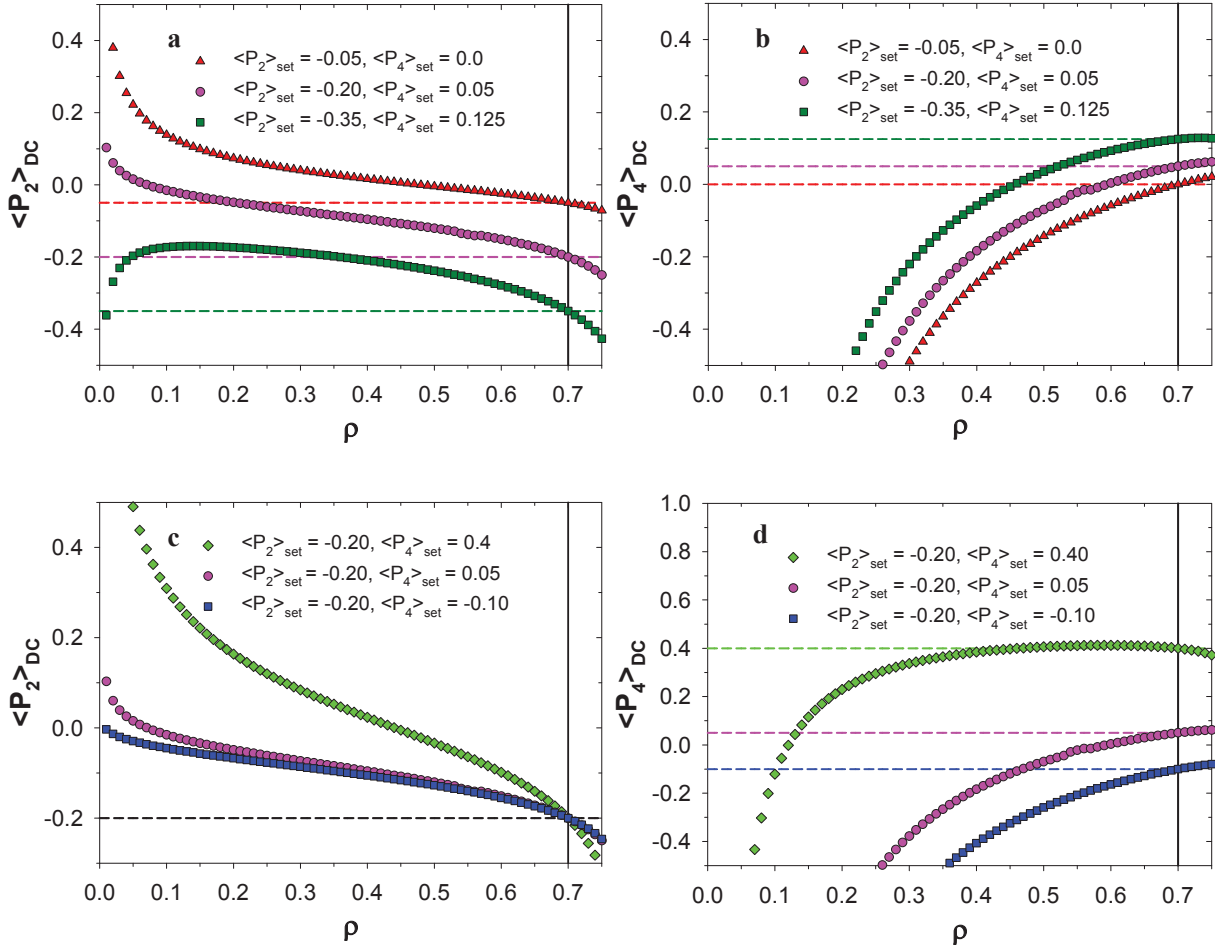 a
<P2>set = -0.05, <P4>set = 0.0
<P2>set = -0.20, <P4>set = 0.05
<P2>set = -0.35, <P4>set = 0.125
<P2>DC
0.4
0.2
0.0
-0.2
-0.4
0.0 0.1 0.2 0.3 0.4 0.5 0.6 0.7
ρ
b
<P2>set = -0.05, <P4>set = 0.0
<P2>set = -0.20, <P4>set = 0.05
<P2>set = -0.35, <P4>set = 0.125
<P4>DC
0.4
0.2
0.0
-0.2
-0.4
0.0 0.1 0.2 0.3 0.4 0.5 0.6 0.7
ρ
c
<P2>set = -0.20, <P4>set = 0.4
<P2>set = -0.20, <P4>set = 0.05
<P2>set = -0.20, <P4>set = -0.10
<P2>DC
0.4
0.2
0.0
-0.2
0.0 0.1 0.2 0.3 0.4 0.5 0.6 0.7
ρ
d
<P2>set = -0.20, <P4>set = 0.40
<P2>set = -0.20, <P4>set = 0.05
<P2>set = -0.20, <P4>set = -0.10
<P4>DC
1.0
0.8
0.6
0.4
0.2
0.0
-0.2
-0.4
0.0 0.1 0.2 0.3 0.4 0.5 0.6 0.7
ρ